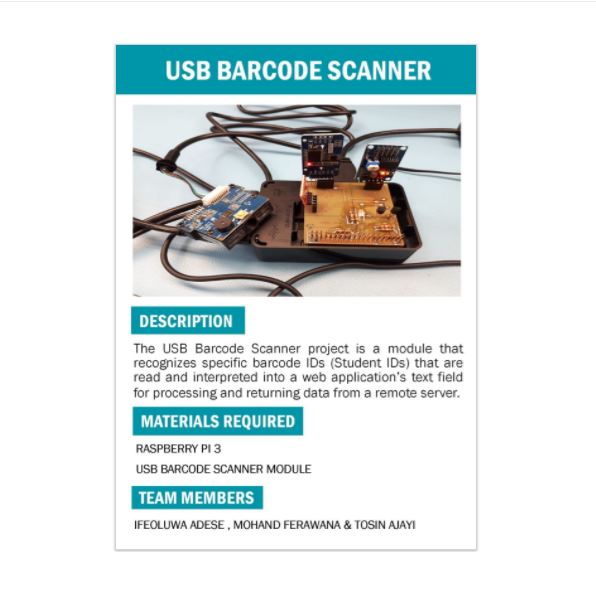 USB BARCODE SCANNER
DESCRIPTION
The USB Barcode Scanner project is a module that
recognizes specific barcode IDs (Student IDs) that are
read and interpreted into a web application's text field
for processing and returning data from a remote server.
MATERIALS REQUIRED
RASPBERRY PI 3
USB BARCODE SCANNER MODULE
TEAM MEMBERS
IFEOLUWA ADESE , MOHAND FERAWANA & TOSIN AJAYI